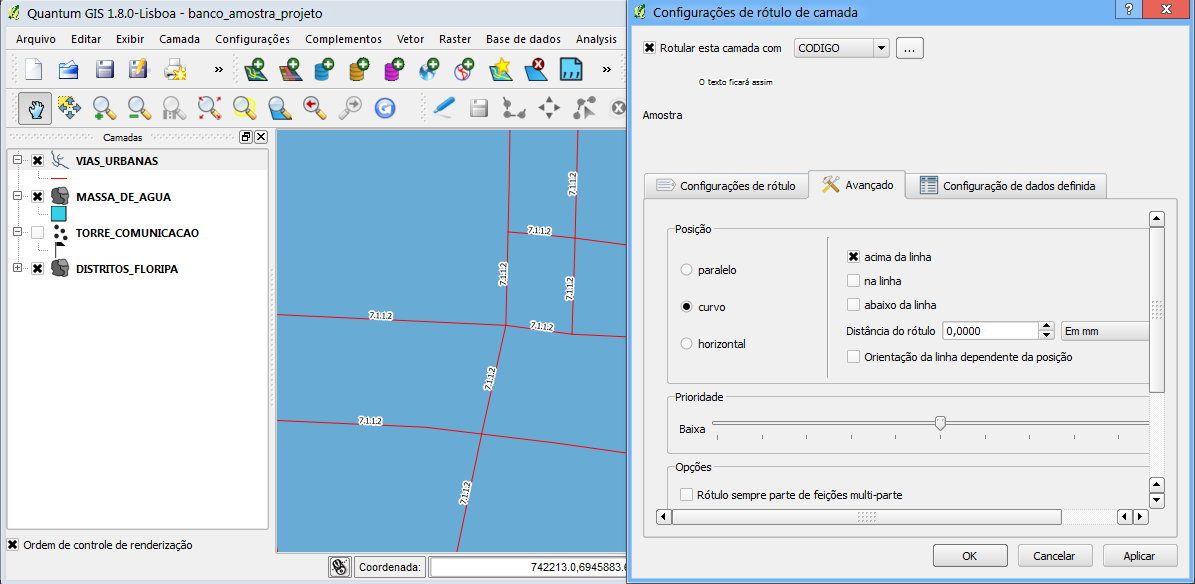 Quantum GIS 1.8.0-Lisboa - banco_amostra_projeto
Arquivo Editar Exibir Camada Configurações Complementos Vetor Raster Base de dados Analysis
Camadas
VIAS_URBANAS
MASSA_DE_AGUA
TORRE_COMUNICACAO
DISTRITOS_FLORIPA
Ordem de controle de renderização
7.1.1.2
7.1.1.2
7.1.1.2
7.1.1.2
7.1.1.2
7.1.1.2
7.1.1.2
7.1.1.2
7.1.1.2
Coordenada:
742213.0,6945883.
Configurações de rótulo de camada
Rotular esta camada com CODIGO ...
O texto ficará assim
Amostra
Configurações de rótulo Avançado Configuração de dados definida
Posição
paralelo
curvo
horizontal
acima da linha
na linha
abaixo da linha
Distância do rótulo 0,0000 Em mm
Orientação da linha dependente da posição
Prioridade
Baixa
Opções
Rótulo sempre parte de feições multi-parte
OK Cancelar Aplicar